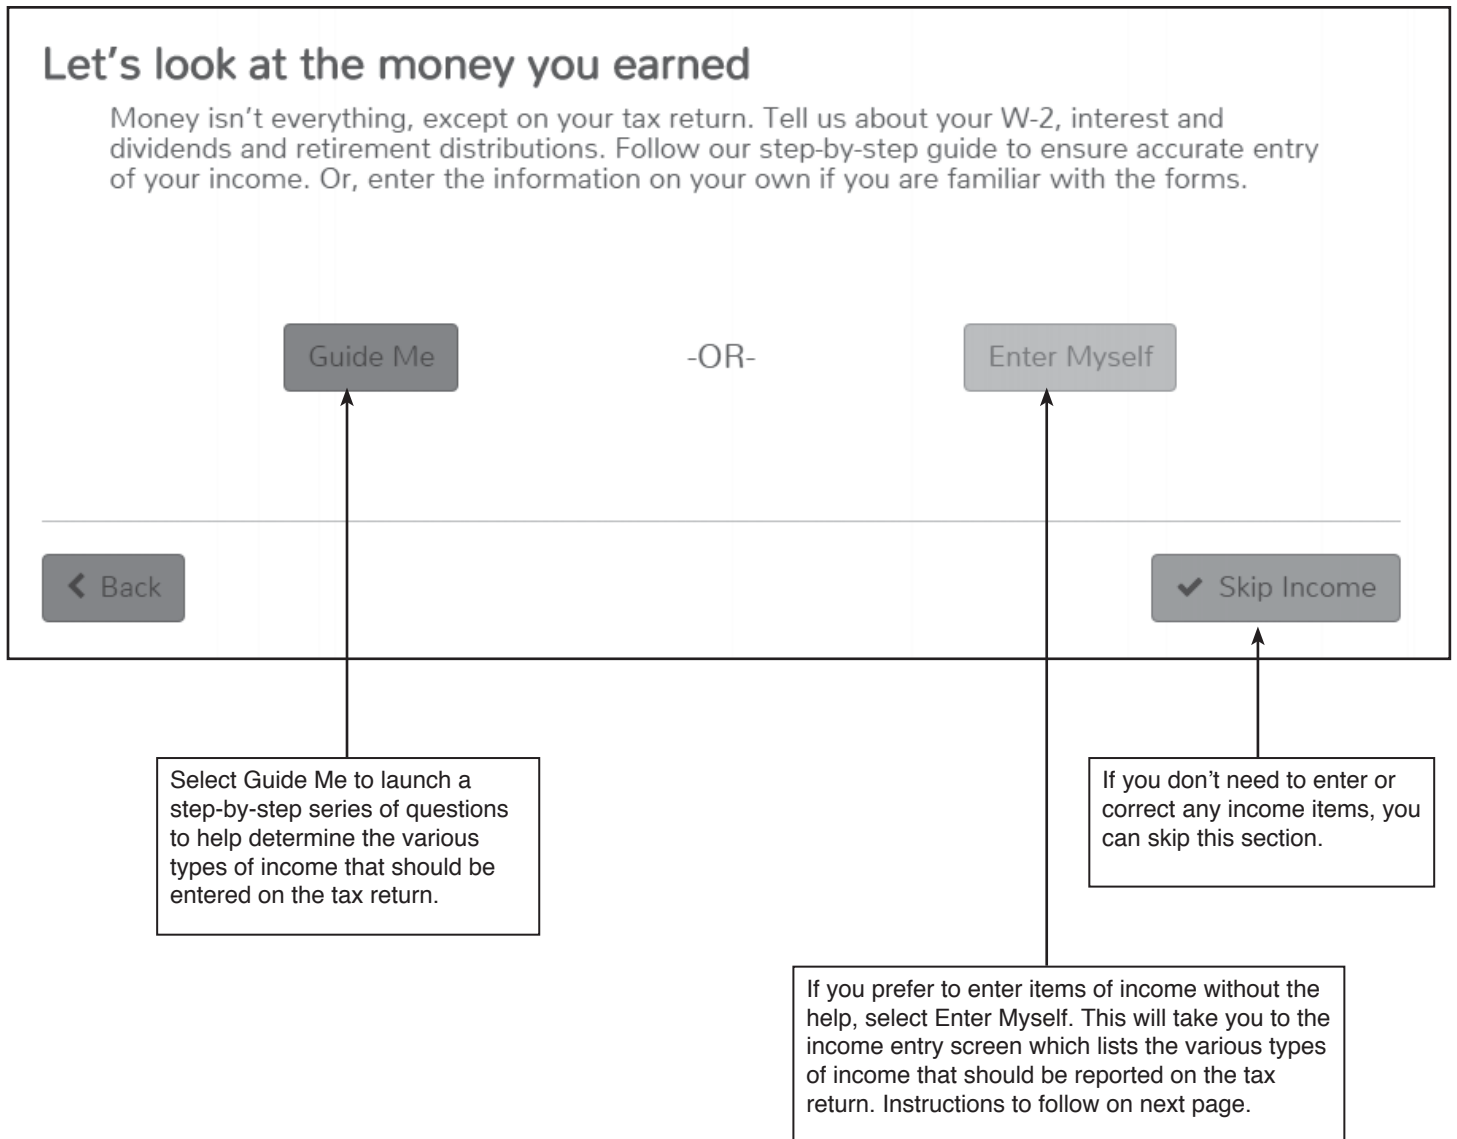 Let's look at the money you earned
Money isn't everything, except on your tax return. Tell us about your W-2, interest and
dividends and retirement distributions. Follow our step-by-step guide to ensure accurate entry
of your income. Or, enter the information on your own if you are familiar with the forms.
Guide Me
-OR-
Enter Myself
Back
Skip Income
Select Guide Me to launch a
step-by-step series of questions
to help determine the various
types of income that should be
entered on the tax return.
If you don't need to enter or
correct any income items, you
can skip this section.
If you prefer to enter items of income without the
help, select Enter Myself. This will take you to the
income entry screen which lists the various types
of income that should be reported on the tax
return. Instructions to follow on next page.